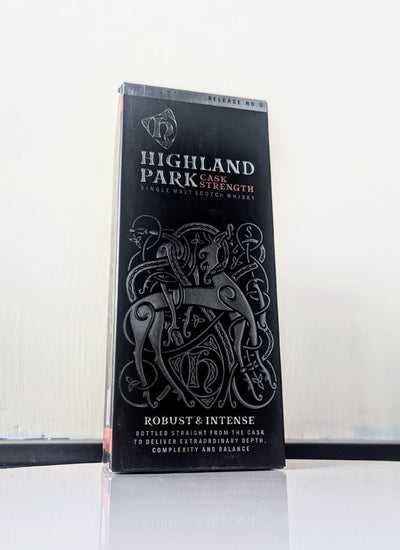 RELEASE NO.5
HIGHLAND
PARK CASK STRENGTH
SINGLE MALT SCOTCH WHISKY
ROBUST & INTENSE
BOTTLED STRAIGHT FROM THE CASK
TO DELIVER EXTRAORDINARY DEPTH,
COMPLEXITY AND BALANCE